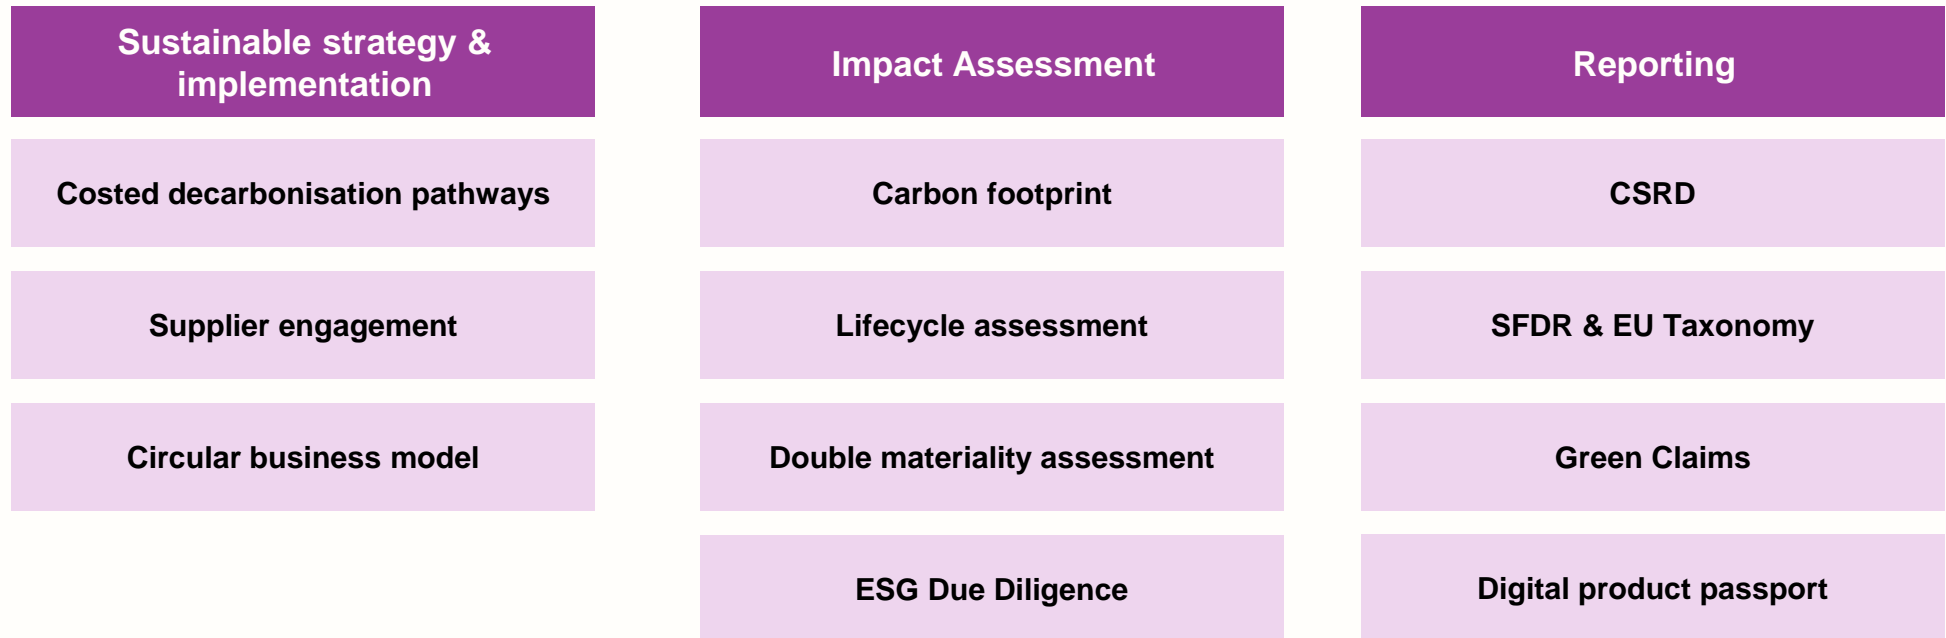 Sustainable strategy &
implementation
Costed decarbonisation pathways
Supplier engagement
Circular business model
Impact Assessment
Carbon footprint
Lifecycle assessment
Double materiality assessment
ESG Due Diligence
Reporting
CSRD
SFDR & EU Taxonomy
Green Claims
Digital product passport